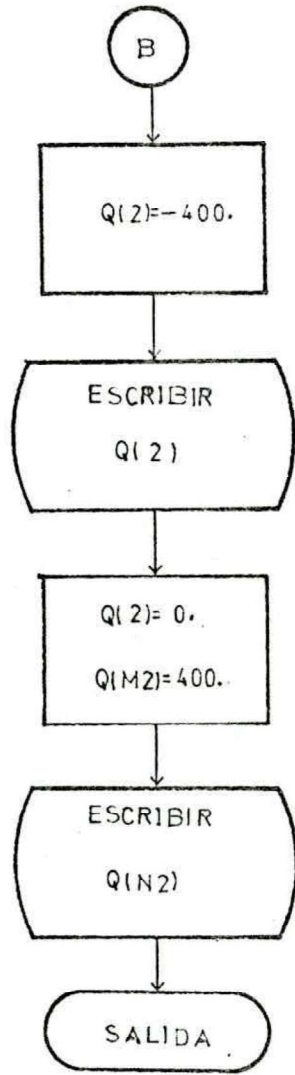 B
Q(2)=-400.
ESCRIBIR
Q(2)
Q(2)= 0.
Q(M2)=400.
ESCRIBIR
Q(N2)
SALIDA